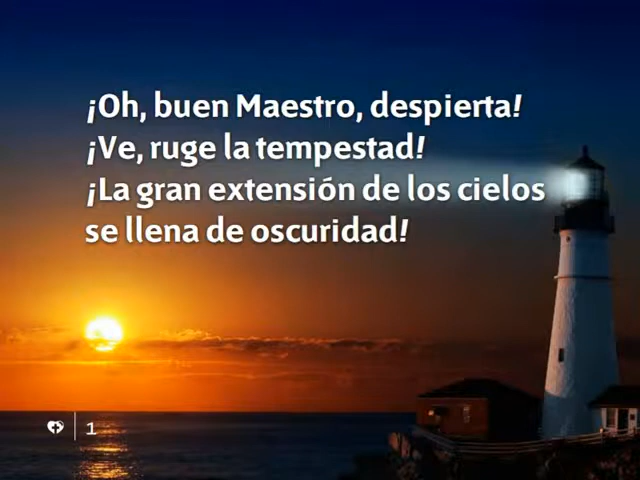 ¡Oh, buen Maestro, despierta!
¡Ve, ruge la tempestad!
¡La gran extensión de los cielos
se llena de oscuridad!
1